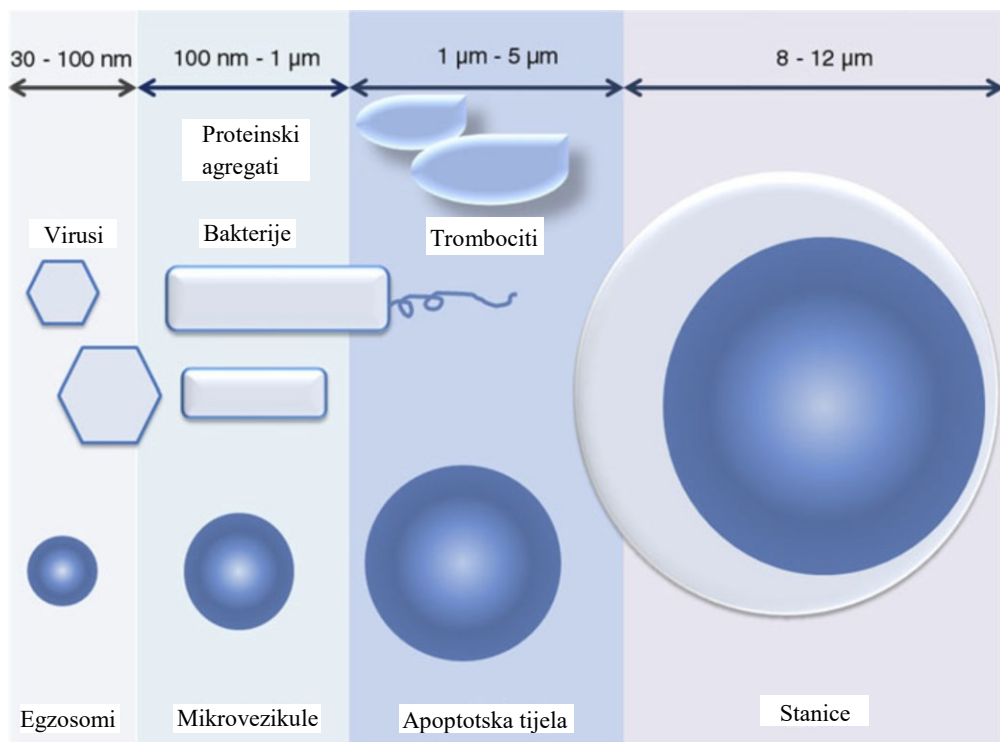 30 - 100 nm
100 nm - 1 µm
1 µm - 5 µm
8 - 12 µm
Proteinski
agregati
Virusi
Bakterije
Trombociti
Egzosomi
Mikrovezikule
Apoptotska tijela
Stanice